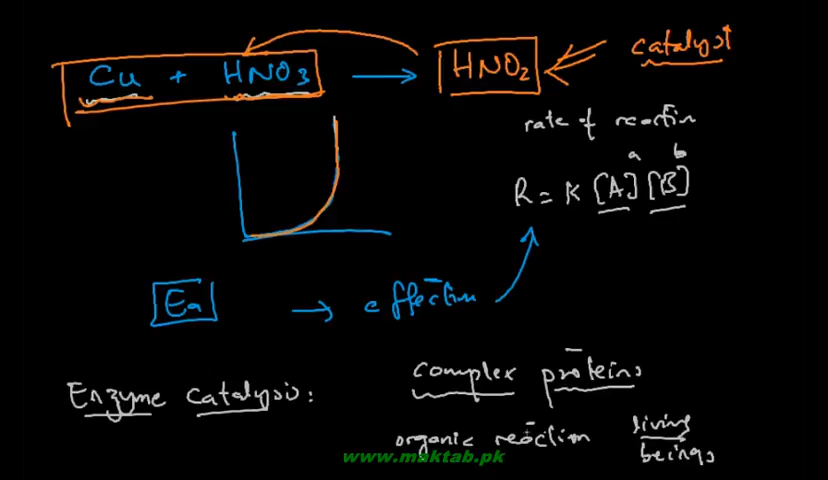 Cu + HNO3 → HNO2 catalyst
rate of reaction
R = K [A]ᵃ [B]ᵇ
Ea →
Enzyme catalysis : complex proteins
organic reaction living beings
www.maktab.pk